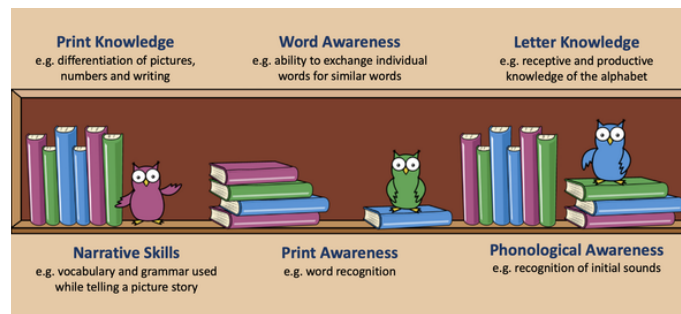 Print Knowledge
e.g. differentiation of pictures,
numbers and writing
Word Awareness
e.g. ability to exchange individual
words for similar words
Letter Knowledge
e.g. receptive and productive
knowledge of the alphabet
Narrative Skills
e.g. vocabulary and grammar used
while telling a picture story
Print Awareness
e.g. word recognition
Phonological Awareness
e.g. recognition of initial sounds